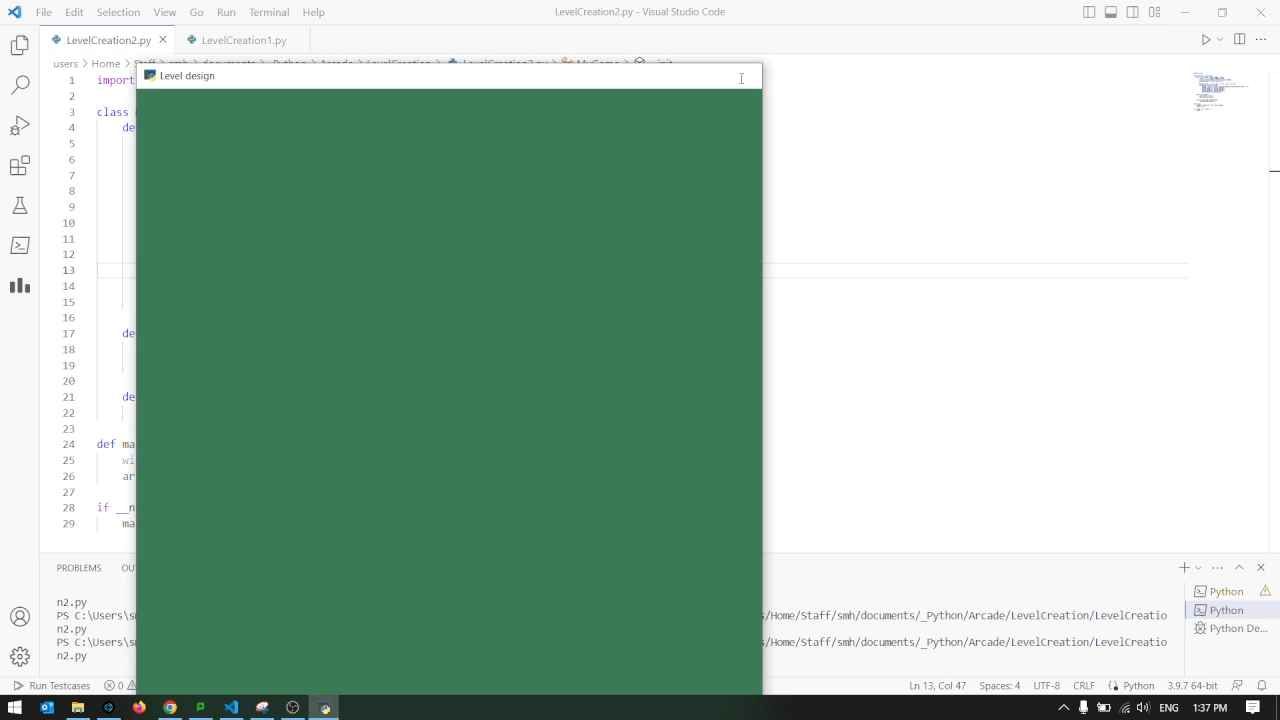 File Edit Selection View Go Run Terminal Help
LevelCreation2.py - Visual Studio Code
LevelCreation2.py
LevelCreation1.py
Level design
1 import
2
3 class
4 de
5
6
7
8
9
10
11
12
13
14
15
16
17 de
18
19
20
21 de
22
23
24 def ma
25 wi
26 ar
27
28 if __n
29 ma
PROBLEMS OU
n2.py
PS C:\Users\sm
s/Home/Staff/smh/documents/_Python/Arcade/LevelCreation/LevelCreatio
n2.py
PS C:\Users\sm
s/Home/Staff/smh/documents/_Python/Arcade/LevelCreation/LevelCreatio
n2.py
Python
Python
Python De...
Run Testcases 0
Ln 13, Col 47 Spaces: 4 UTF-8 CRLF Python 3.9.7 64-bit
ENG 1:37 PM